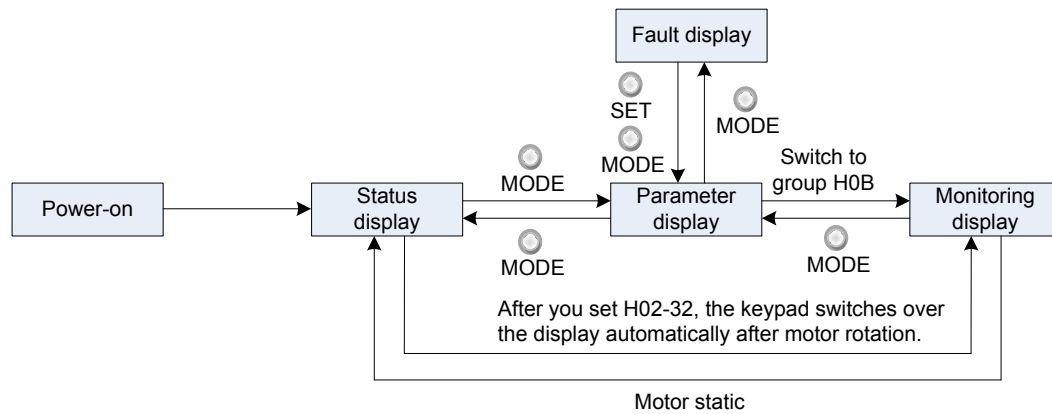 Fault display
SET
MODE
MODE
MODE
Switch to
group H0B
Power-on
Status
display
Parameter
display
Monitoring
display
MODE
MODE
After you set H02-32, the keypad switches over
the display automatically after motor rotation.
Motor static